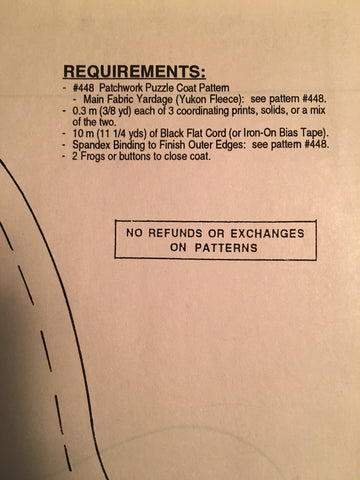 REQUIREMENTS:
- #448 Patchwork Puzzle Coat Pattern
- Main Fabric Yardage (Yukon Fleece): see pattern #448.
- 0.3 m (3/8 yd) each of 3 coordinating prints, solids, or a mix
of the two.
- 10 m (11 1/4 yds) of Black Flat Cord (or Iron-On Bias Tape).
- Spandex Binding to Finish Outer Edges: see pattern #448.
- 2 Frogs or buttons to close coat.
NO REFUNDS OR EXCHANGES
ON PATTERNS